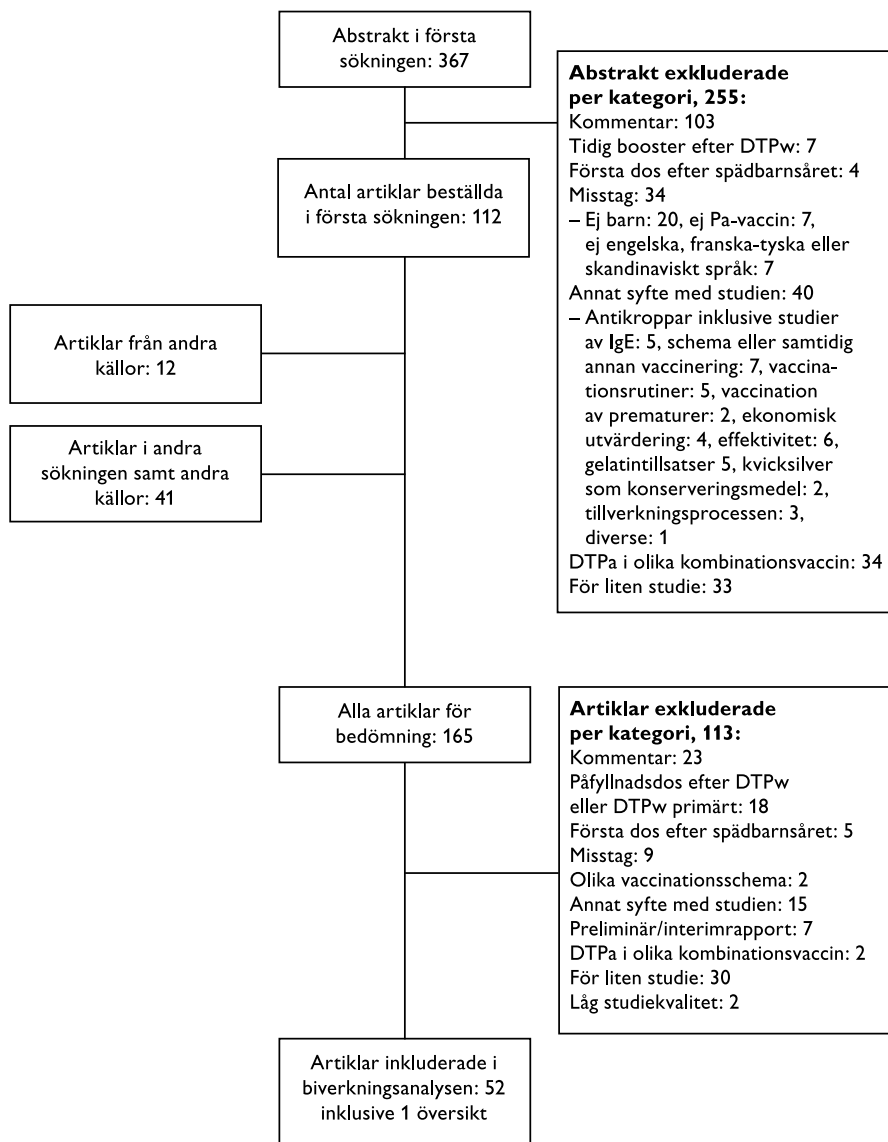 Abstrakt i första
sökningen: 367
Abstrakt exkluderade
per kategori, 255:
Kommentar: 103
Tidig booster efter DTPw: 7
Första dos efter spädbarnsåret: 4
Misstag: 34
– Ej barn: 20, ej Pa-vaccin: 7,
ej engelska, franska-tyska eller
skandinaviskt språk: 7
Annat syfte med studien: 40
– Antikroppar inklusive studier
av IgE: 5, schema eller samtidig
annan vaccinering: 7, vaccina-
tionsrutiner: 5, vaccination
av prematurer: 2, ekonomisk
utvärdering: 4, effektivitet: 6,
gelatintillsatser 5, kvicksilver
som konserveringsmedel: 2,
tillverkningsprocessen: 3,
diverse: 1
DTPa i olika kombinationsvaccin: 34
För liten studie: 33
Antal artiklar beställda
i första sökningen: 112
Artiklar från andra
källor: 12
Artiklar i andra
sökningen samt andra
källor: 41
Alla artiklar för
bedömning: 165
Artiklar exkluderade
per kategori, 113:
Kommentar: 23
Påfyllnadsdos efter DTPw
eller DTPw primärt: 18
Första dos efter spädbarnsåret: 5
Misstag: 9
Olika vaccinationsschema: 2
Annat syfte med studien: 15
Preliminär/interimrapport: 7
DTPa i olika kombinationsvaccin: 2
För liten studie: 30
Låg studiekvalitet: 2
Artiklar inkluderade i
biverkningsanalysen: 52
inklusive 1 översikt